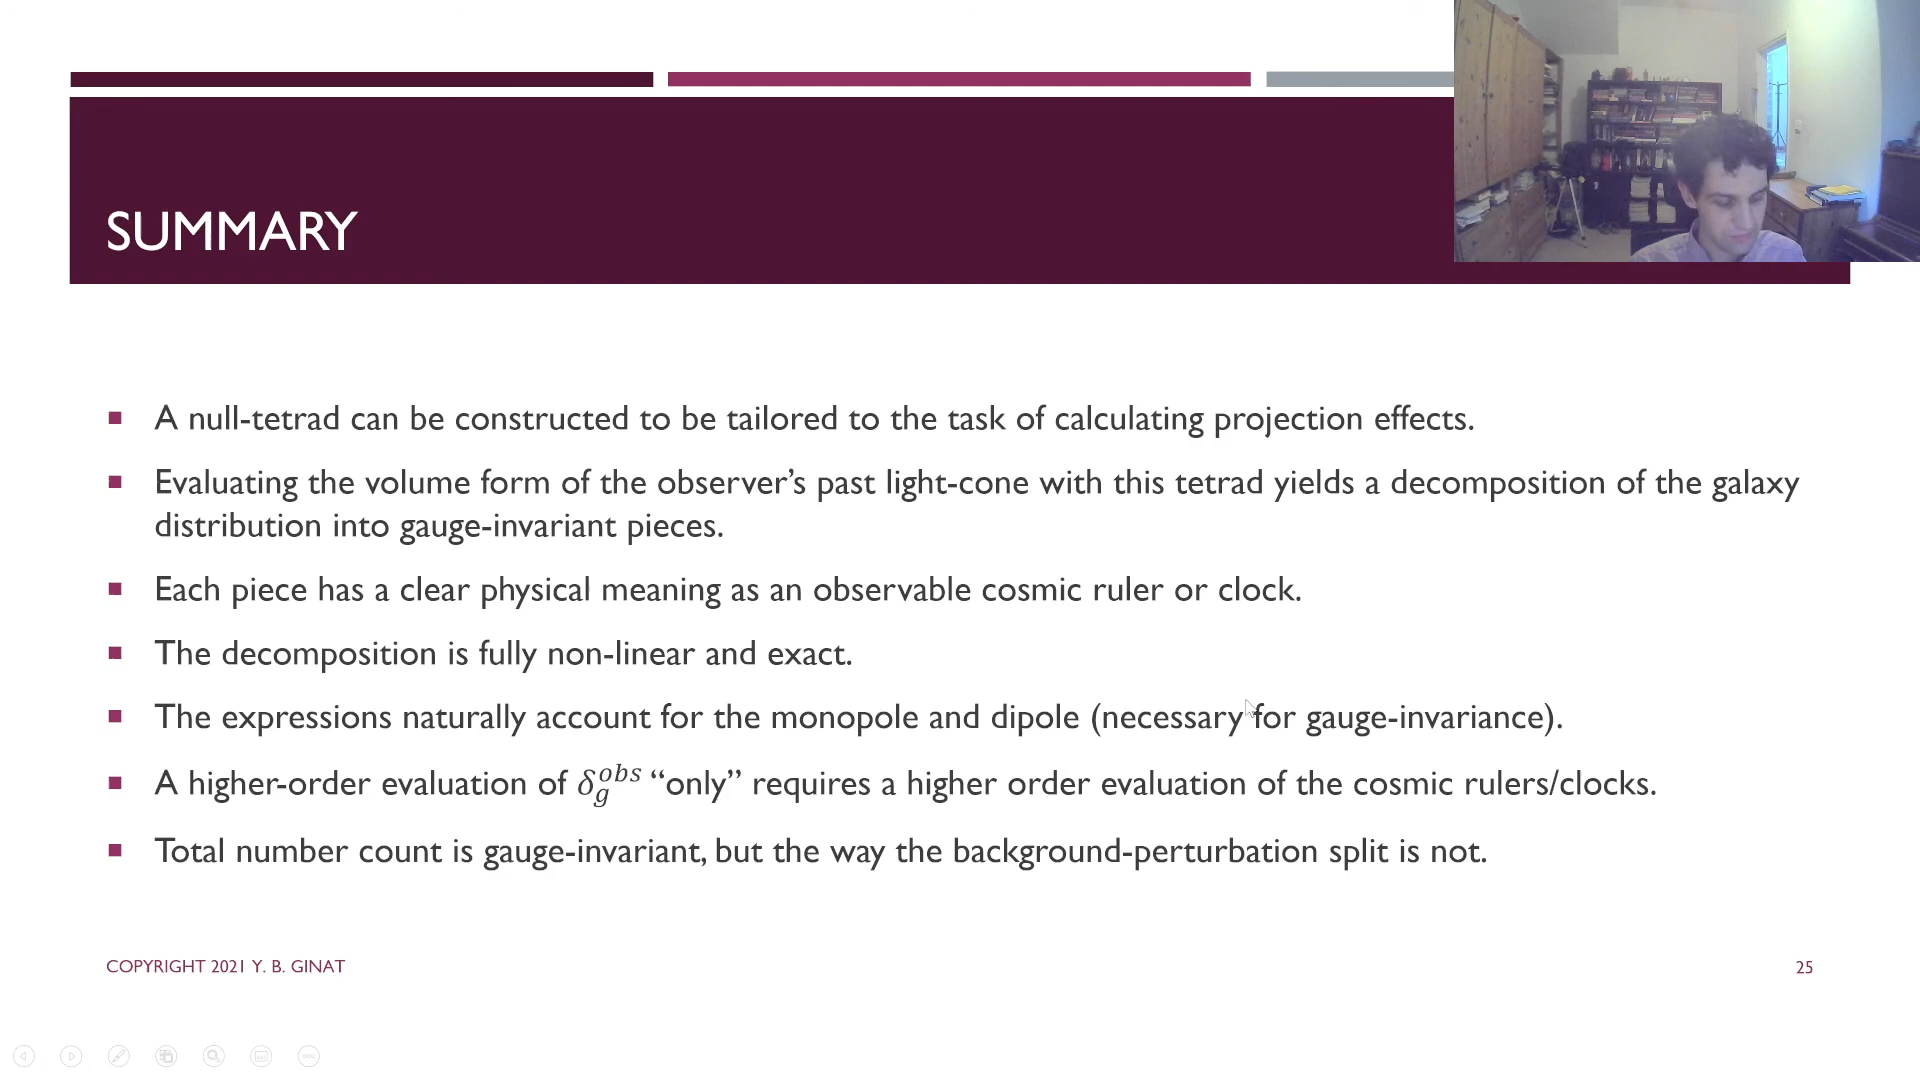 SUMMARY
A null-tetrad can be constructed to be tailored to the task of calculating projection effects.
Evaluating the volume form of the observer’s past light-cone with this tetrad yields a decomposition of the galaxy
distribution into gauge-invariant pieces.
Each piece has a clear physical meaning as an observable cosmic ruler or clock.
The decomposition is fully non-linear and exact.
The expressions naturally account for the monopole and dipole (necessary for gauge-invariance).
A higher-order evaluation of $\delta_g^{obs}$ “only” requires a higher order evaluation of the cosmic rulers/clocks.
Total number count is gauge-invariant, but the way the background-perturbation split is not.
COPYRIGHT 2021 Y. B. GINAT
25